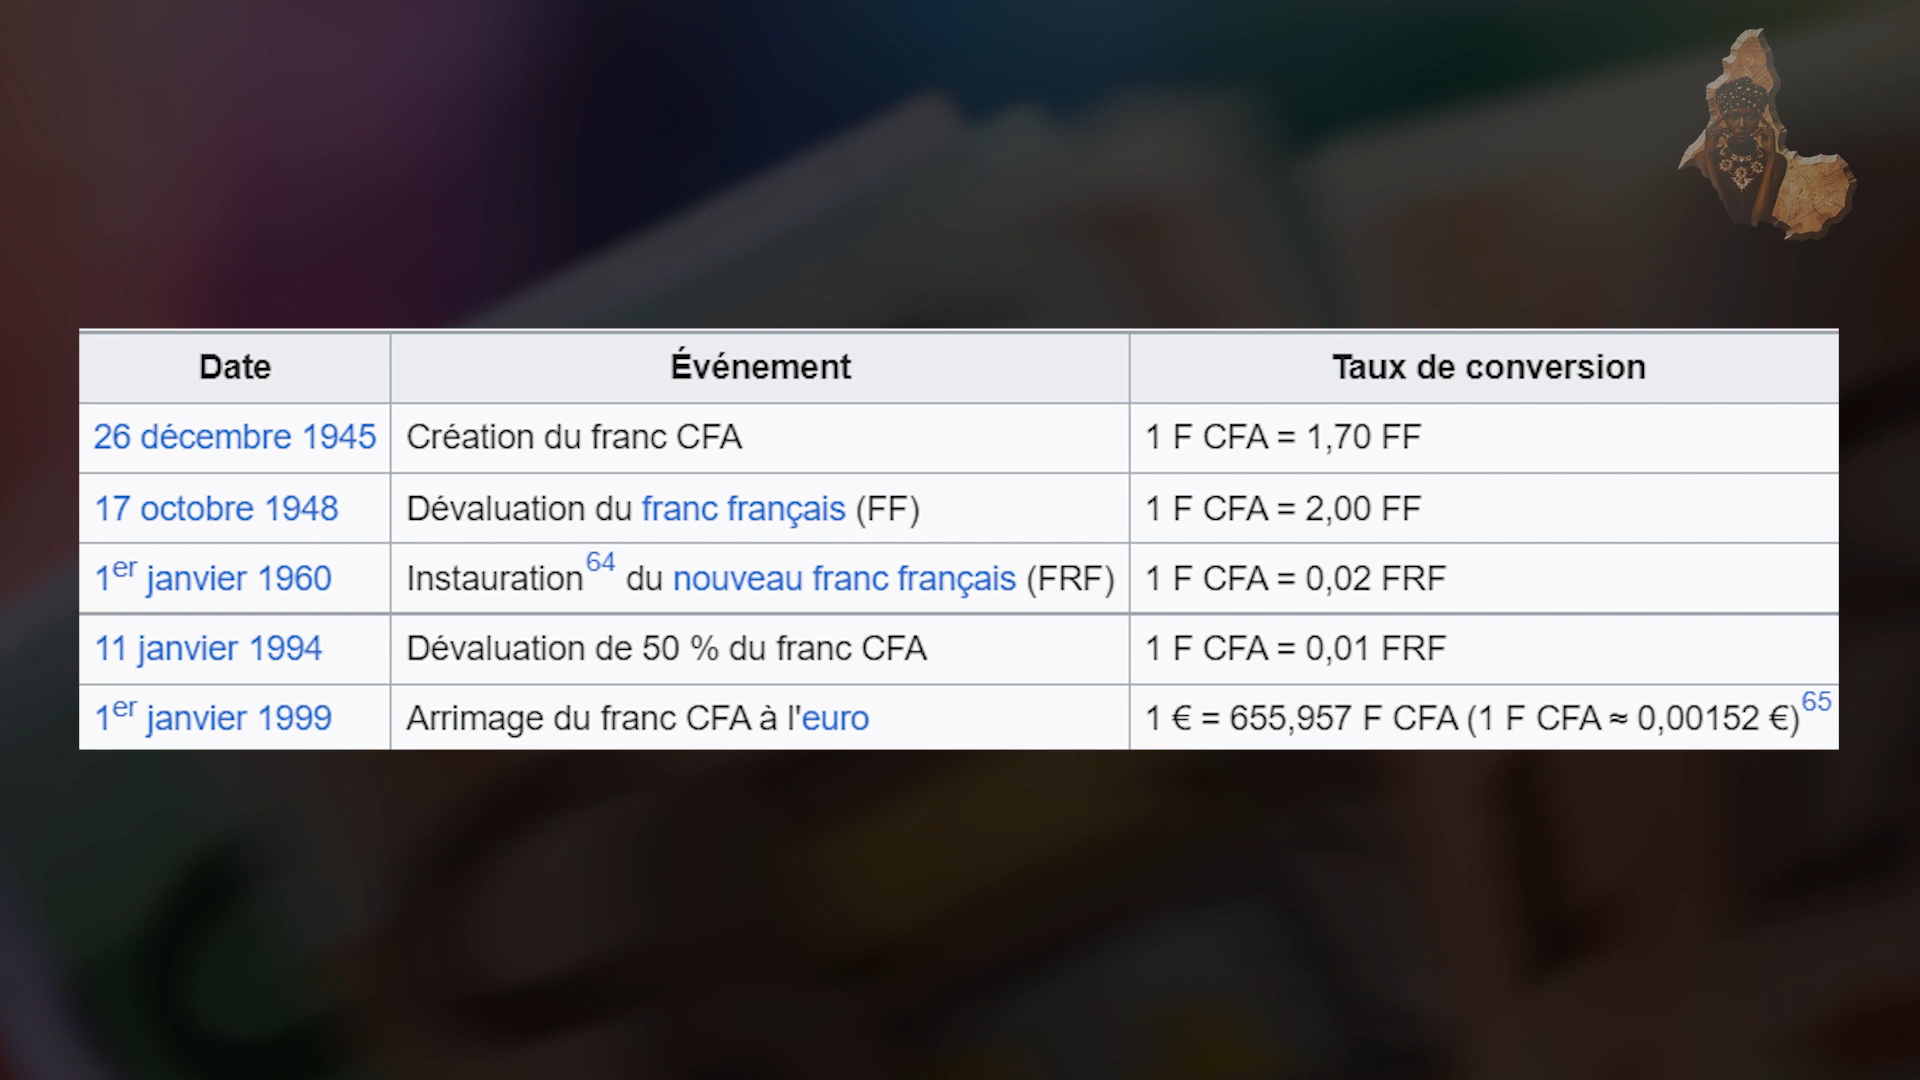 Date Événement Taux de conversion
26 décembre 1945 Création du franc CFA 1 F CFA = 1,70 FF
17 octobre 1948 Dévaluation du franc français (FF) 1 F CFA = 2,00 FF
1er janvier 1960 Instauration64 du nouveau franc français (FRF) 1 F CFA = 0,02 FRF
11 janvier 1994 Dévaluation de 50 % du franc CFA 1 F CFA = 0,01 FRF
1er janvier 1999 Arrimage du franc CFA à l'euro 1 € = 655,957 F CFA (1 F CFA ≈ 0,00152 €)65